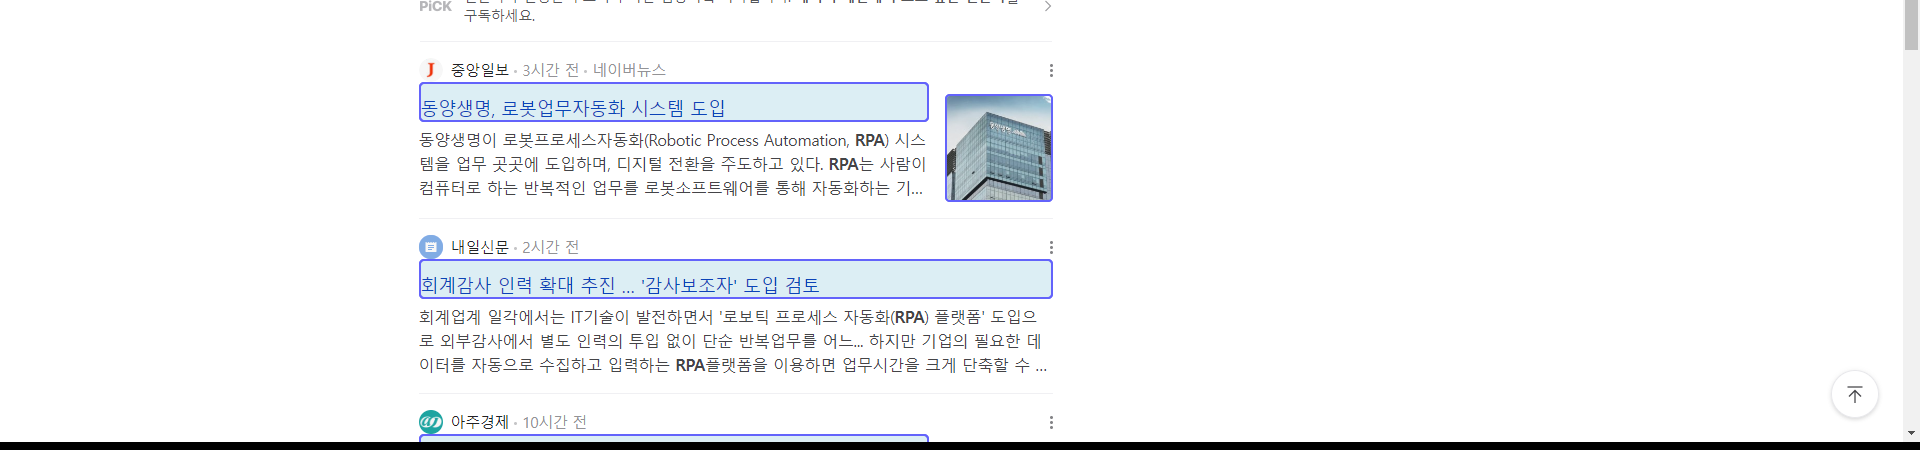 PiCK
구독하세요.
J 중앙일보 · 3시간 전 · 네이버뉴스
동양생명, 로봇업무자동화 시스템 도입
동양생명이 로봇프로세스자동화(Robotic Process Automation, RPA) 시스
템을 업무 곳곳에 도입하며, 디지털 전환을 주도하고 있다. RPA는 사람이
컴퓨터로 하는 반복적인 업무를 로봇소프트웨어를 통해 자동화하는 기...
내일신문 · 2시간 전
회계감사 인력 확대 추진 ... '감사보조자' 도입 검토
회계업계 일각에서는 IT기술이 발전하면서 '로보틱 프로세스 자동화(RPA) 플랫폼' 도입으
로 외부감사에서 별도 인력의 투입 없이 단순 반복업무를 어느... 하지만 기업의 필요한 데
이터를 자동으로 수집하고 입력하는 RPA플랫폼을 이용하면 업무시간을 크게 단축할 수 ...
아주경제 · 10시간 전